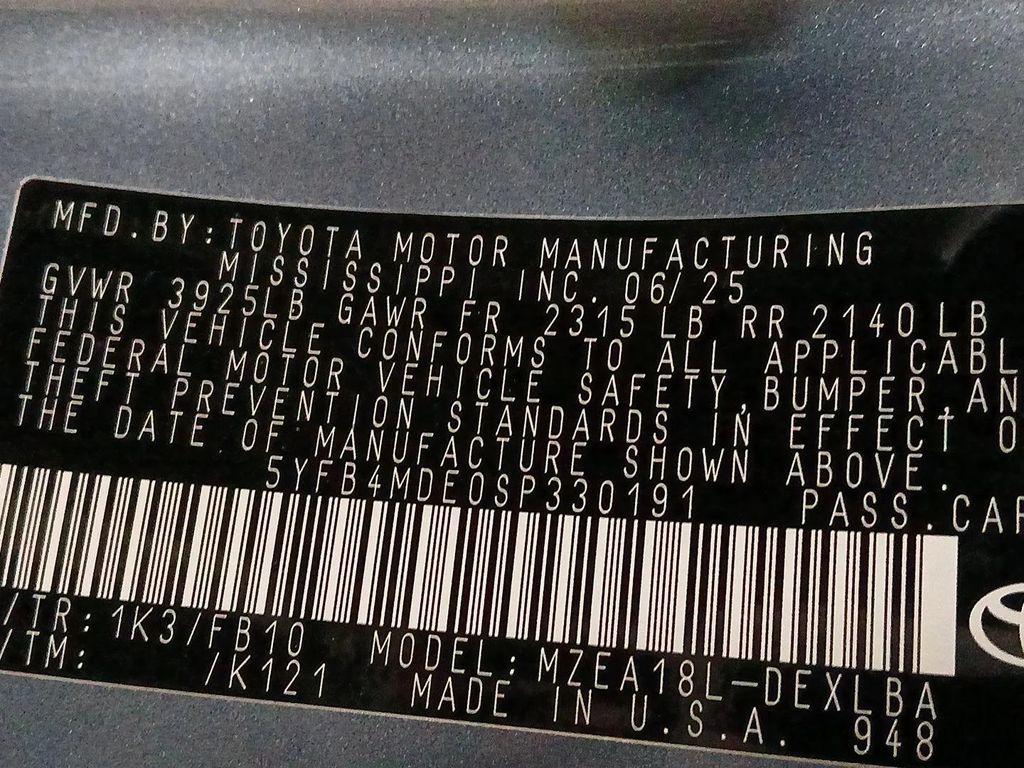 MFD.BY:TOYOTA MOTOR MANUFACTURING
MISSISSIPPI INC. 06/25
GVWR 3925LB GAWR FR 2315LB RR 2140LB
THIS VEHICLE CONFORMS TO ALL APPLICABL
FEDERAL MOTOR VEHICLE SAFETY,BUMPER,AN
THEFT PREVENTION STANDARDS IN EFFECT O
THE DATE OF MANUFACTURE SHOWN ABOVE.
5YFB4MDE0SP330191 PASS.CAR
/TR: 1K3/FB10 MODEL: MZEA18L-DEXLBA
/TM: /K121 MADE IN U.S.A. 948